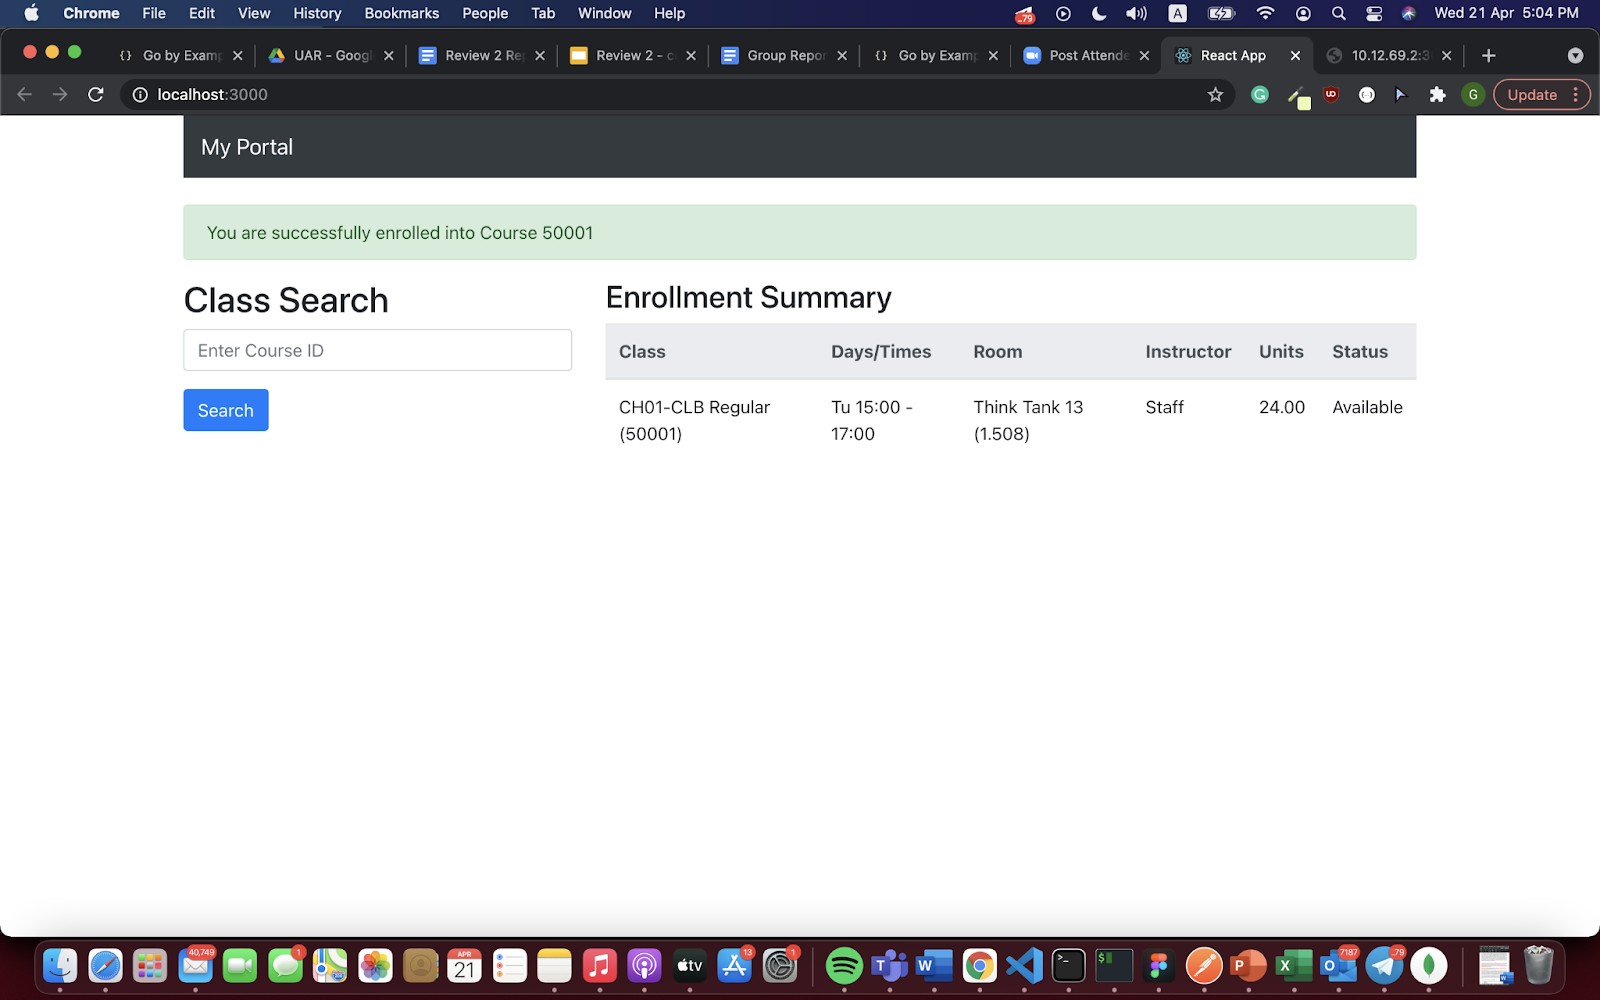 Chrome File Edit View History Bookmarks People Tab Window Help 79 A Wed 21 Apr 5:04 PM
{} Go by Examp UAR - Googl Review 2 Re Review 2 - c Group Repor {} Go by Examp Post Attende React App 10.12.69.2:3
localhost:3000 G Update
My Portal
You are successfully enrolled into Course 50001
Class Search
Enter Course ID
Search
Enrollment Summary
Class Days/Times Room Instructor Units Status
CH01-CLB Regular Tu 15:00 - Think Tank 13 Staff 24.00 Available
(50001) 17:00 (1.508)
40,749 1 APR 13 1 7187 79
21 tv T W P X O